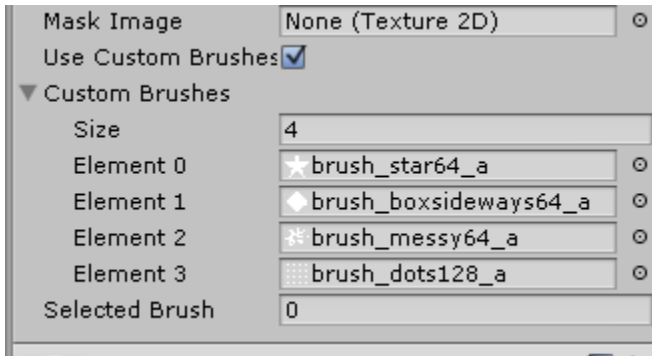 Mask Image None (Texture 2D)
Use Custom Brushes
Custom Brushes
Size 4
Element 0 brush_star64_a
Element 1 brush_boxsideways64_a
Element 2 brush_messy64_a
Element 3 brush_dots128_a
Selected Brush 0